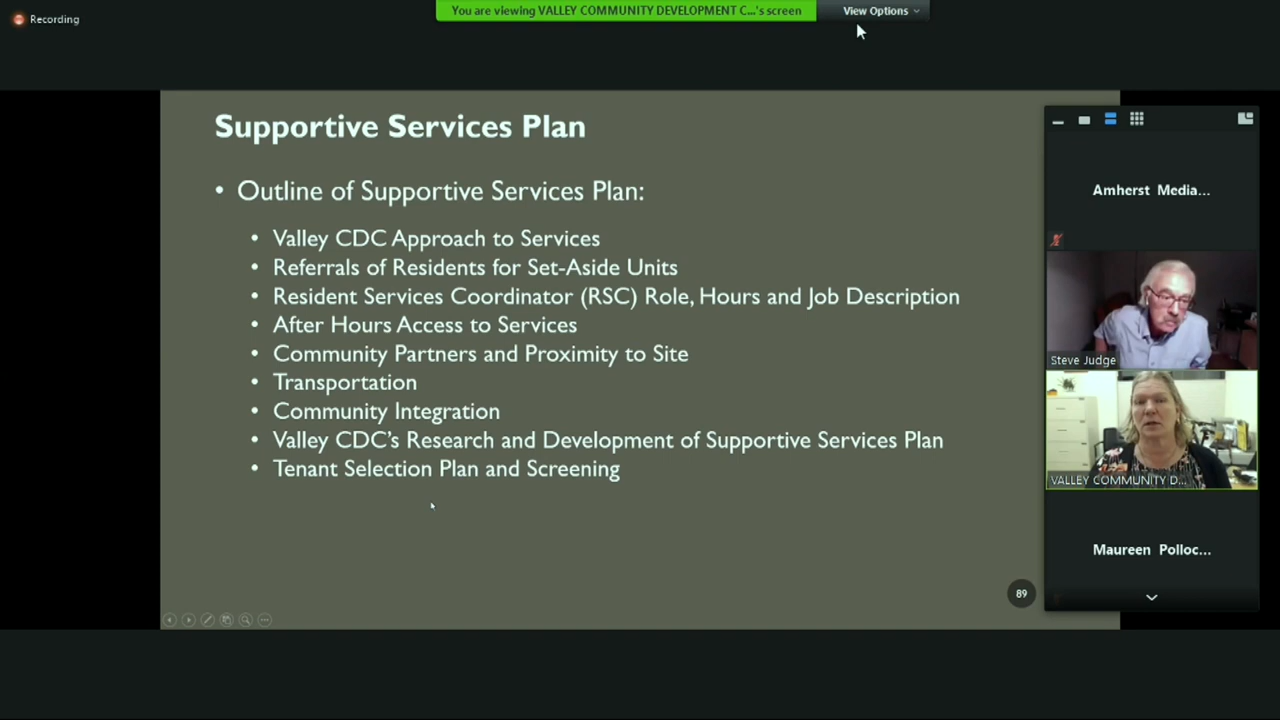 Recording
You are viewing VALLEY COMMUNITY DEVELOPMENT C...'s screen
View Options
Supportive Services Plan
• Outline of Supportive Services Plan:
• Valley CDC Approach to Services
• Referrals of Residents for Set-Aside Units
• Resident Services Coordinator (RSC) Role, Hours and Job Description
• After Hours Access to Services
• Community Partners and Proximity to Site
• Transportation
• Community Integration
• Valley CDC's Research and Development of Supportive Services Plan
• Tenant Selection Plan and Screening
89
Amherst Media...
Steve Judge
VALLEY COMMUNITY D...
Maureen Polloc...